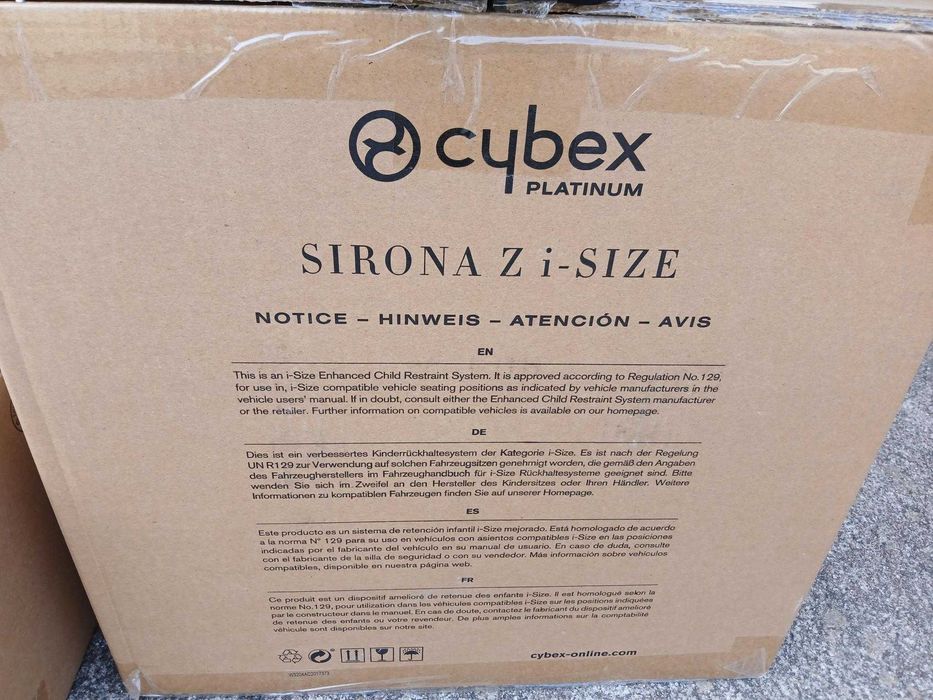 cybex
PLATINUM
SIRONA Z i-SIZE
NOTICE – HINWEIS – ATENCIÓN – AVIS
EN
This is an i-Size Enhanced Child Restraint System. It is approved according to Regulation No. 129,
for use in, i-Size compatible vehicle seating positions as indicated by vehicle manufacturers in the
vehicle users' manual. If in doubt, consult either the Enhanced Child Restraint System manufacturer
or the retailer. Further information on compatible vehicles is available on our homepage.
DE
Dies ist ein verbessertes Kinderrückhaltesystem der Kategorie i-Size. Es ist nach der Regelung
UN R129 zur Verwendung auf solchen Fahrzeugsitzen genehmigt worden, die gemäß den Angaben
des Fahrzeugherstellers im Fahrzeughandbuch für i-Size Rückhaltesysteme geeignet sind. Bitte
wenden Sie sich im Zweifel an den Hersteller des Kindersitzes oder Ihren Händler. Weitere
Informationen zu kompatiblen Fahrzeugen finden Sie auf unserer Homepage.
ES
Este producto es un sistema de retención infantil i-Size mejorado. Está homologado de acuerdo
a la norma N° 129 para su uso en vehículos con asientos compatibles i-Size en las posiciones
indicadas por el fabricante del vehículo en su manual de usuario. En caso de duda, consulte
con el fabricante de la silla de seguridad o con su vendedor. Más información sobre vehículos
compatibles, disponible en nuestra página web.
FR
Ce produit est un dispositif amelioré de retenue des enfants i-Size. Il est homologué selon la
norme No. 129, pour utilization dans les véhicules compatibles i-Size sur les positions indiquées
par le constructeur dans le manuel. En cas de doute, contactez le fabricant du dispositif amelioré
de retenue des enfants ou votre revendeur. De plus amples informations sur la comptabilité
véhicule sont disponibles sur notre site.
cybex-online.com